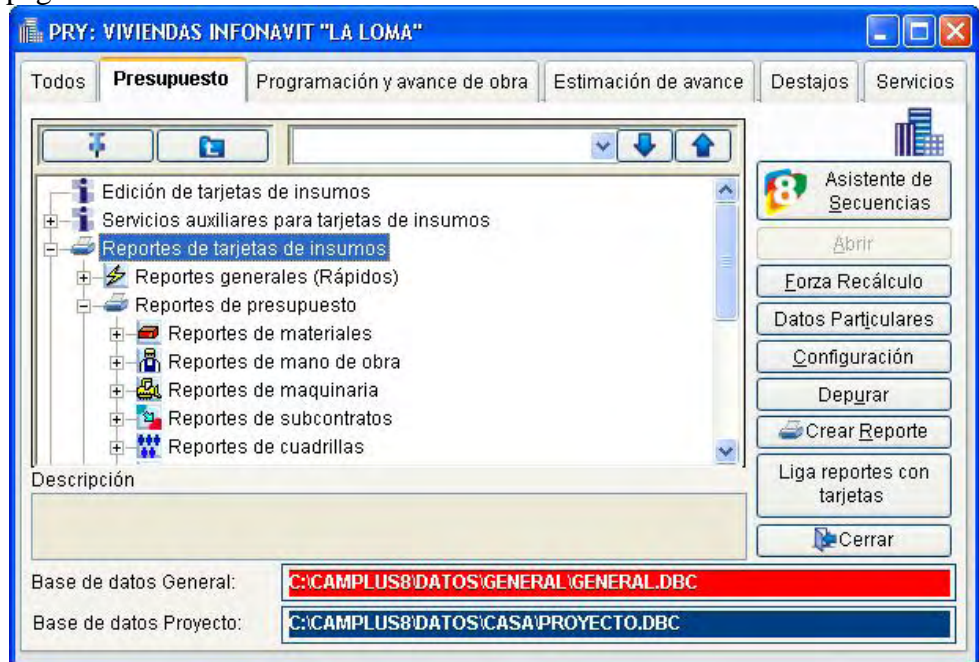 PRY: VIVIENDAS INFONAVIT "LA LOMA"
Todos Presupuesto Programación y avance de obra Estimación de avance Destajos Servicios
Edición de tarjetas de insumos
Servicios auxiliares para tarjetas de insumos
Reportes de tarjetas de insumos
Reportes generales (Rápidos)
Reportes de presupuesto
Reportes de materiales
Reportes de mano de obra
Reportes de maquinaria
Reportes de subcontratos
Reportes de cuadrillas
8 Asistente de
Secuencias
Abrir
Forza Recálculo
Datos Particulares
Configuración
Depurar
Crear Reporte
Liga reportes con
tarjetas
Cerrar
Descripción
Base de datos General: C:\CAMPLUS8\DATOS\GENERAL\GENERAL.DBC
Base de datos Proyecto: C:\CAMPLUS8\DATOS\CASA\PROYECTO.DBC